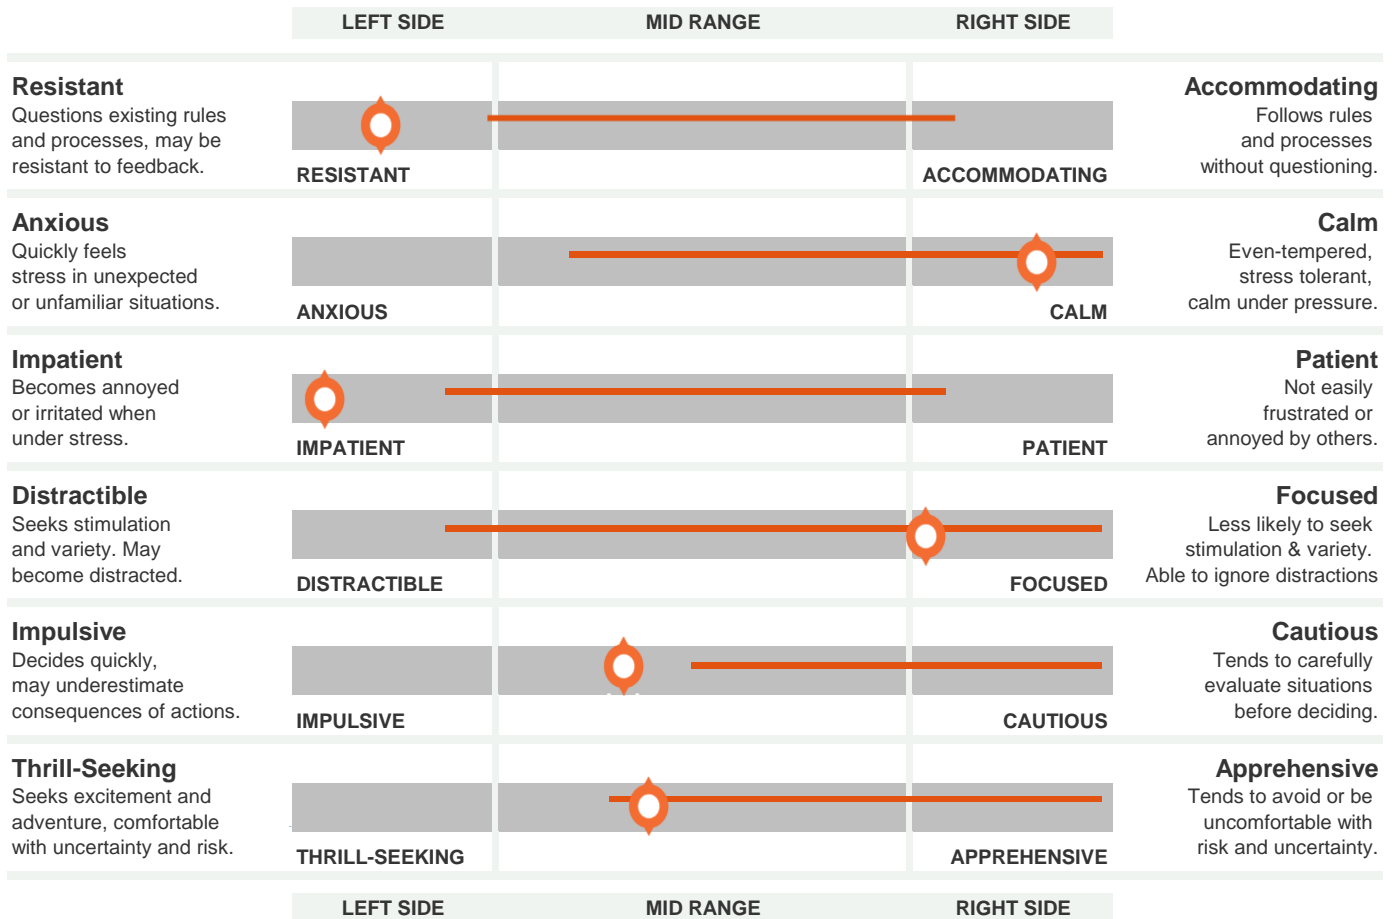 LEFT SIDE MID RANGE RIGHT SIDE
Resistant
Questions existing rules
and processes, may be
resistant to feedback.
RESISTANT ACCOMMODATING
Accommodating
Follows rules
and processes
without questioning.
Anxious
Quickly feels
stress in unexpected
or unfamiliar situations.
ANXIOUS CALM
Calm
Even-tempered,
stress tolerant,
calm under pressure.
Impatient
Becomes annoyed
or irritated when
under stress.
IMPATIENT PATIENT
Patient
Not easily
frustrated or
annoyed by others.
Distractible
Seeks stimulation
and variety. May
become distracted.
DISTRACTIBLE FOCUSED
Focused
Less likely to seek
stimulation & variety.
Able to ignore distractions
Impulsive
Decides quickly,
may underestimate
consequences of actions.
IMPULSIVE CAUTIOUS
Cautious
Tends to carefully
evaluate situations
before deciding.
Thrill-Seeking
Seeks excitement and
adventure, comfortable
with uncertainty and risk.
THRILL-SEEKING APPREHENSIVE
Apprehensive
Tends to avoid or be
uncomfortable with
risk and uncertainty.
LEFT SIDE MID RANGE RIGHT SIDE